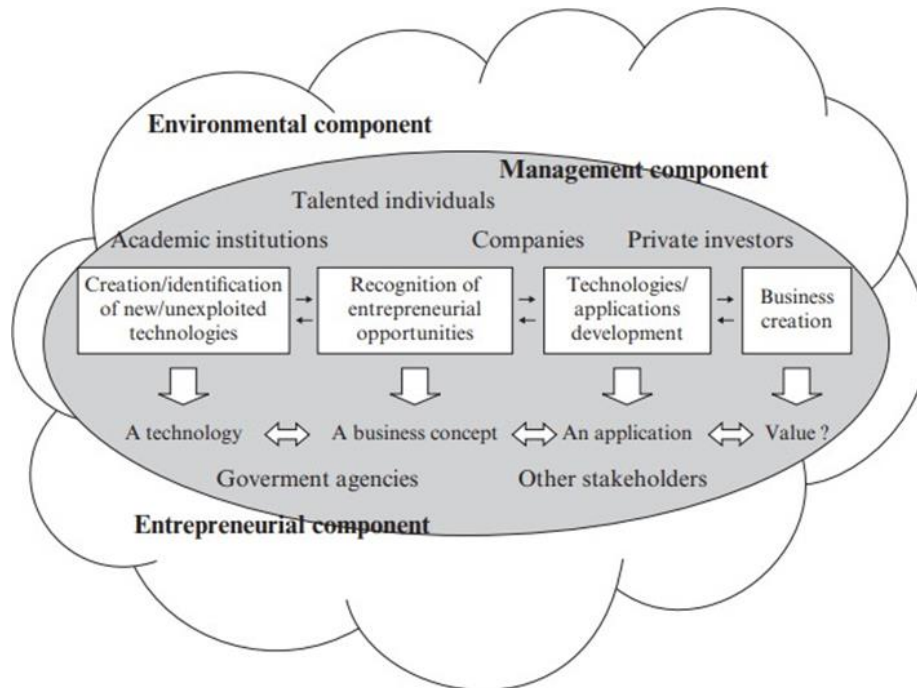 Environmental component
Management component
Talented individuals
Academic institutions
Companies
Private investors
Creation/identification
of new/unexploited
technologies
Recognition of
entrepreneurial
opportunities
Technologies/
applications
development
Business
creation
A technology
A business concept
An application
Value ?
Goverment agencies
Other stakeholders
Entrepreneurial component